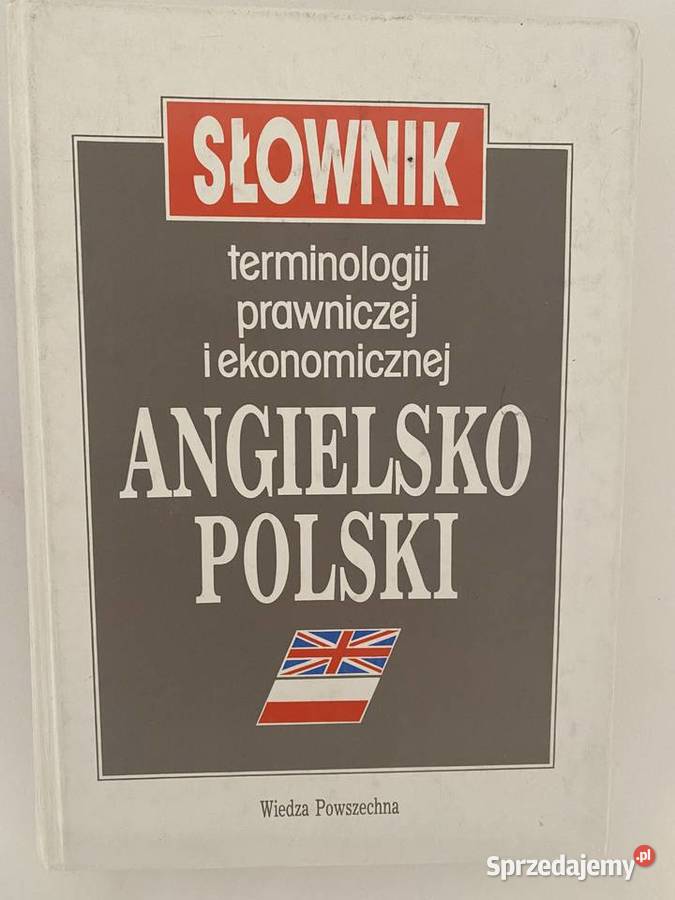 SŁOWNIK
terminologii
prawniczej
i ekonomicznej
ANGIELSKO
POLSKI
Wiedza Powszechna
Sprzedajemy.pl